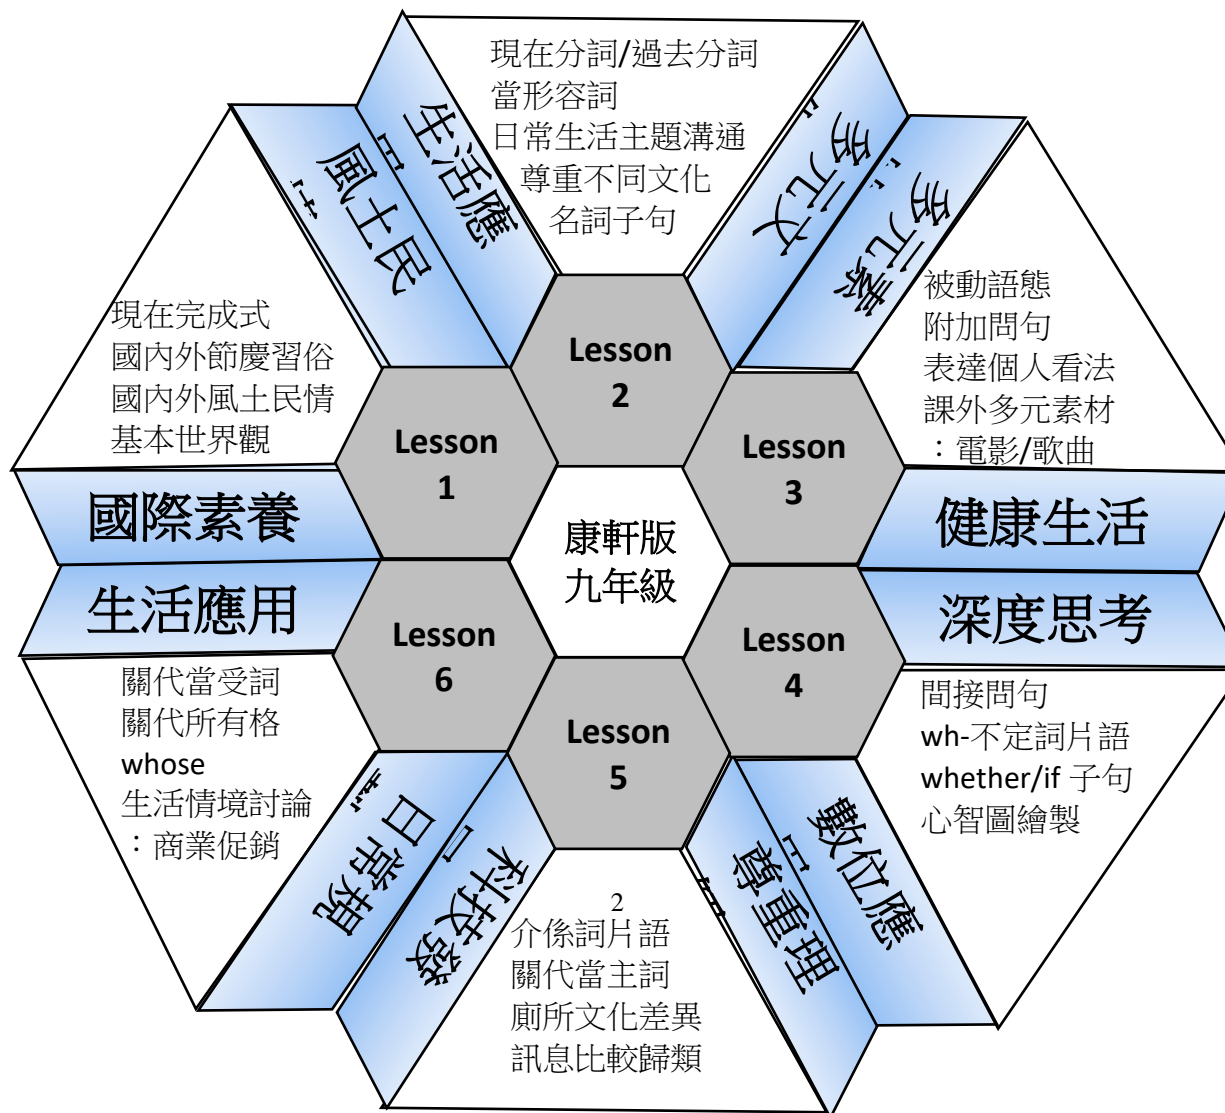 現在分詞/過去分詞
當形容詞
日常生活主題溝通
尊重不同文化
名詞子句
生活應
風土民
多元文
多元素
現在完成式
國內外節慶習俗
國內外風土民情
基本世界觀
被動語態
附加問句
表達個人看法
課外多元素材
：電影/歌曲
Lesson
2
Lesson
1
Lesson
3
國際素養
健康生活
康軒版
九年級
生活應用
深度思考
Lesson
6
Lesson
4
Lesson
5
關代當受詞
關代所有格
whose
生活情境討論
：商業促銷
間接問句
wh-不定詞片語
whether/if 子句
心智圖繪製
日常規
科技發
尊重理
數位應
2
介係詞片語
關代當主詞
廁所文化差異
訊息比較歸類